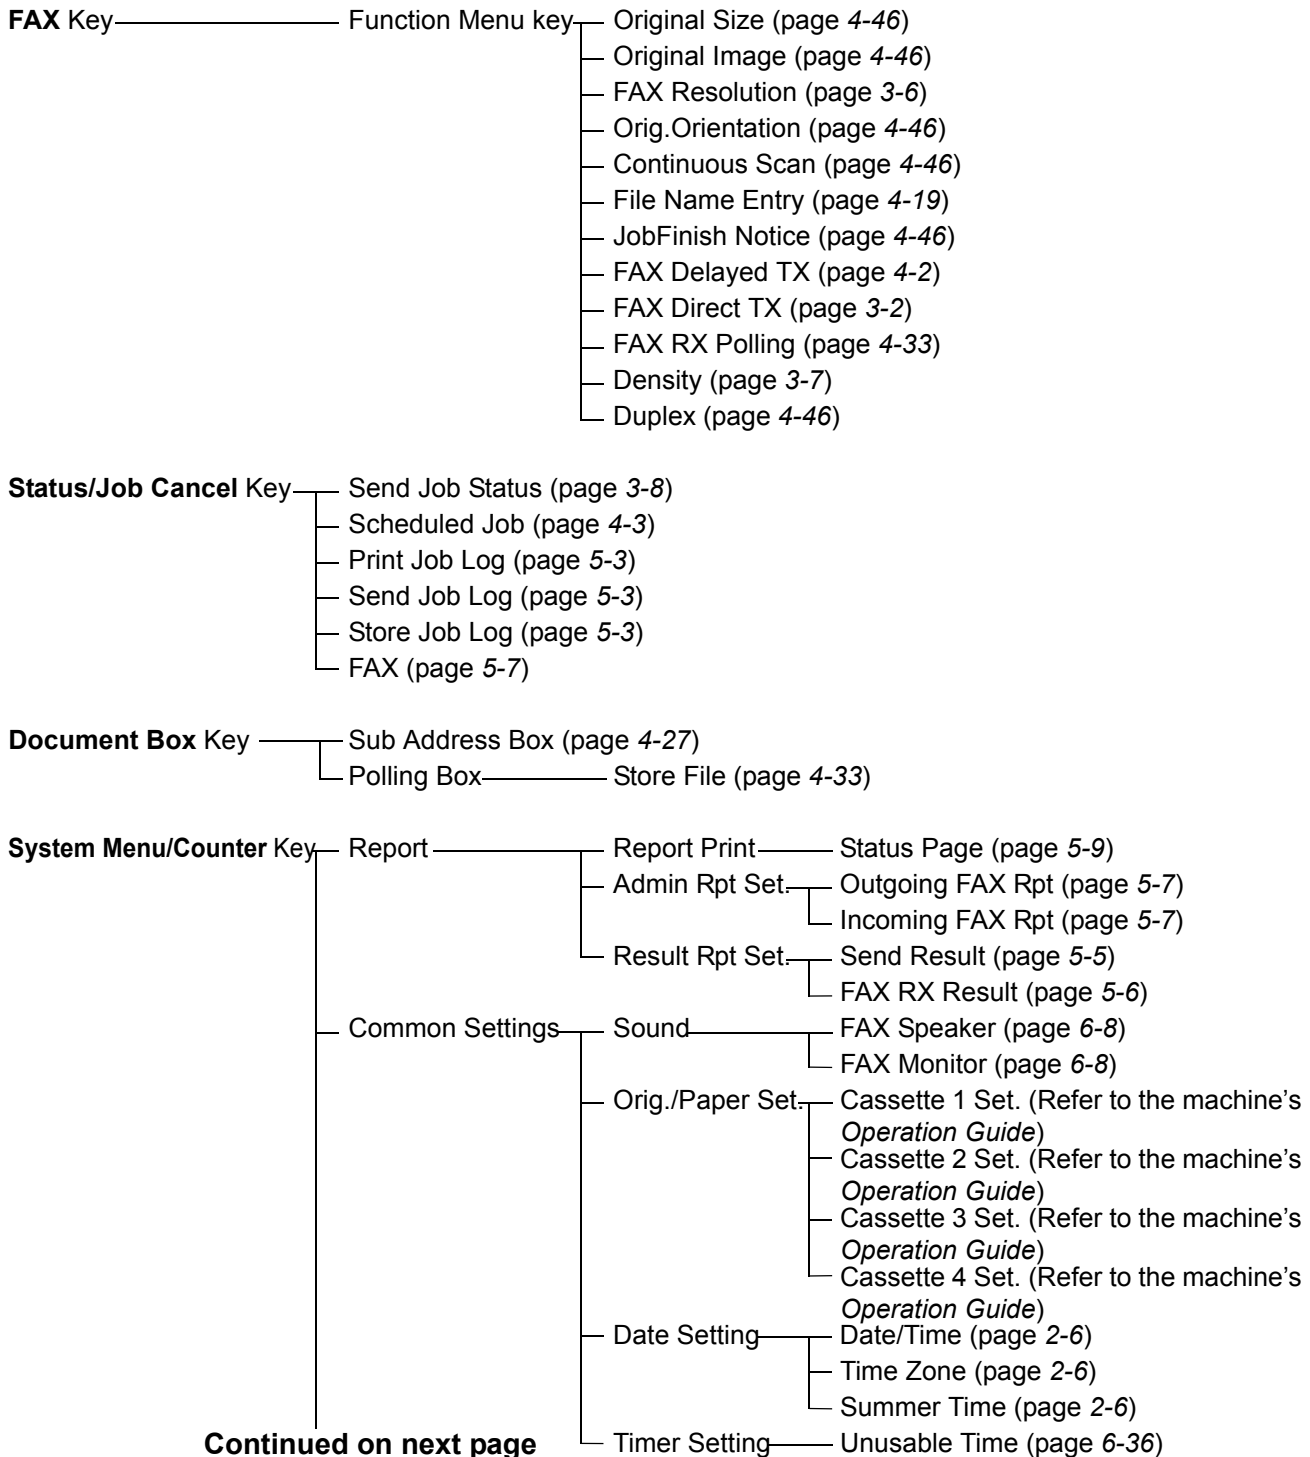 FAX Key Function Menu key Original Size (page 4-46)
Original Image (page 4-46)
FAX Resolution (page 3-6)
Orig.Orientation (page 4-46)
Continuous Scan (page 4-46)
File Name Entry (page 4-19)
JobFinish Notice (page 4-46)
FAX Delayed TX (page 4-2)
FAX Direct TX (page 3-2)
FAX RX Polling (page 4-33)
Density (page 3-7)
Duplex (page 4-46)
Status/Job Cancel Key Send Job Status (page 3-8)
Scheduled Job (page 4-3)
Print Job Log (page 5-3)
Send Job Log (page 5-3)
Store Job Log (page 5-3)
FAX (page 5-7)
Document Box Key Sub Address Box (page 4-27)
Polling Box Store File (page 4-33)
System Menu/Counter Key Report Report Print Status Page (page 5-9)
Admin Rpt Set. Outgoing FAX Rpt (page 5-7)
Incoming FAX Rpt (page 5-7)
Result Rpt Set. Send Result (page 5-5)
FAX RX Result (page 5-6)
Common Settings Sound FAX Speaker (page 6-8)
FAX Monitor (page 6-8)
Orig./Paper Set. Cassette 1 Set. (Refer to the machine's
Operation Guide)
Cassette 2 Set. (Refer to the machine's
Operation Guide)
Cassette 3 Set. (Refer to the machine's
Operation Guide)
Cassette 4 Set. (Refer to the machine's
Operation Guide)
Date Setting Date/Time (page 2-6)
Time Zone (page 2-6)
Summer Time (page 2-6)
Continued on next page Timer Setting Unusable Time (page 6-36)